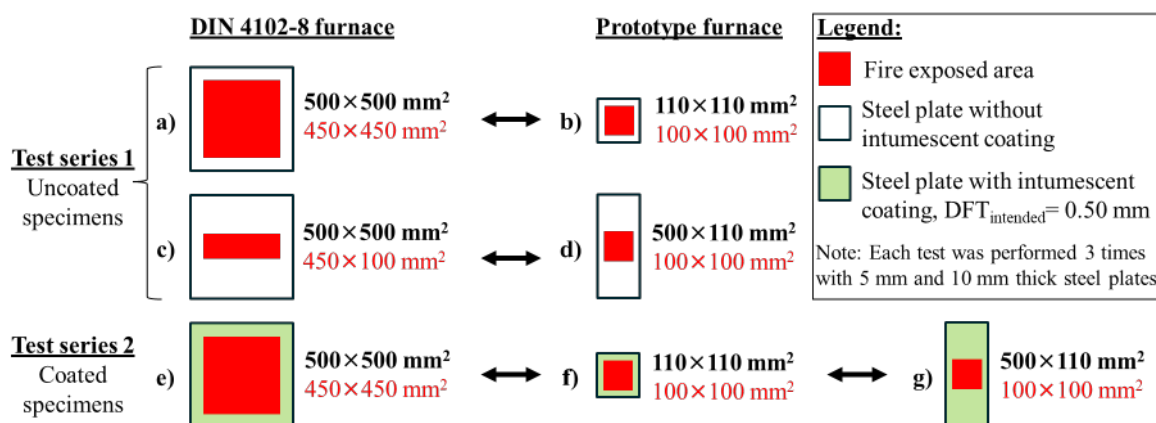 DIN 4102-8 furnace
Prototype furnace
Legend:
Fire exposed area
Steel plate without
intumescent coating
Steel plate with intumescent
coating, DFTintended= 0.50 mm
Note: Each test was performed 3 times
with 5 mm and 10 mm thick steel plates
Test series 1
Uncoated
specimens
a)
500×500 mm²
450×450 mm²
b)
110×110 mm²
100×100 mm²
c)
500×500 mm²
450×100 mm²
d)
500×110 mm²
100×100 mm²
Test series 2
Coated
specimens
e)
500×500 mm²
450×450 mm²
f)
110×110 mm²
100×100 mm²
g)
500×110 mm²
100×100 mm²